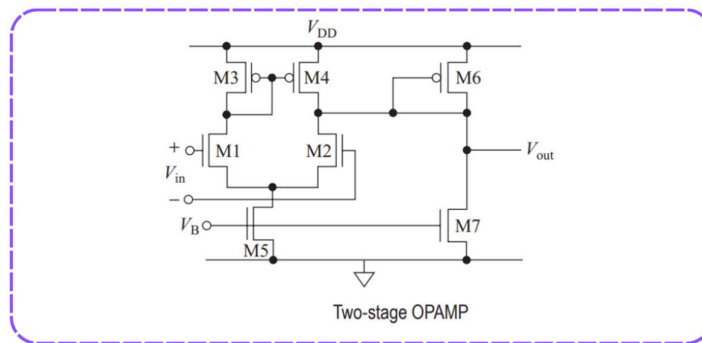 V_DD
M3
M4
M6
+
M1
M2
V_in
V_out
−
V_B
M7
M5
Two-stage OPAMP